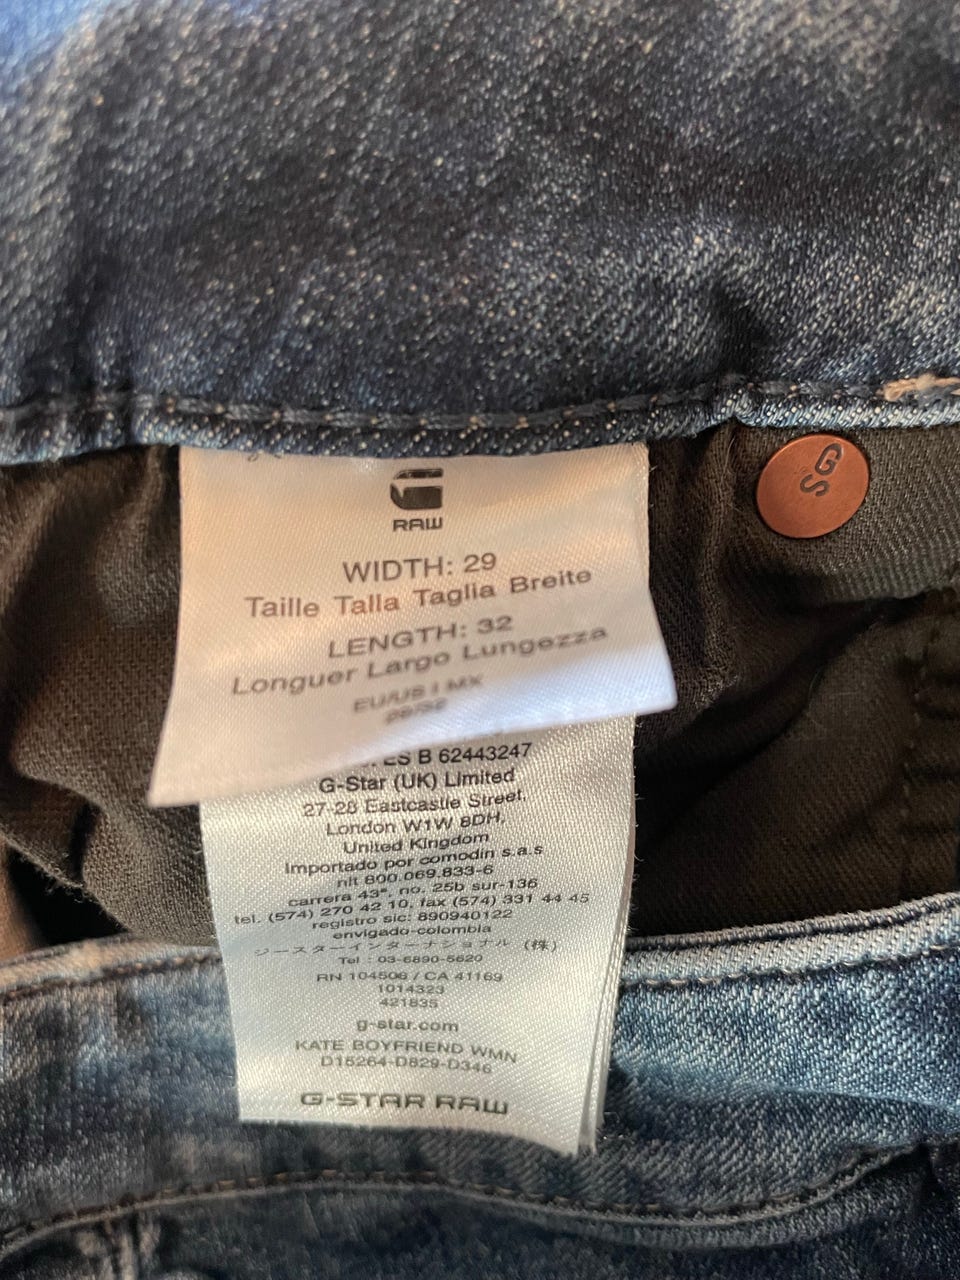 RAW
WIDTH: 29
Taille Talla Taglia Breite
LENGTH: 32
Longuer Largo Lungezza
EU/US | MX
29/32
ES B 62443247
G-Star (UK) Limited
27-28 Eastcastle Street,
London W1W 8DH,
United Kingdom
Importado por comodin s.a.s
nit 800.069.833-6
carrera 43ª, no. 25b sur-136
tel. (574) 270 42 10, fax (574) 331 44 45
registro sic: 890940122
envigado-colombia
ジースターインターナショナル (株)
Tel : 03-6890-5620
RN 104506 / CA 41169
1014323
421835
g-star.com
KATE BOYFRIEND WMN
D15264-D829-D346
G-STAR RAW
GS